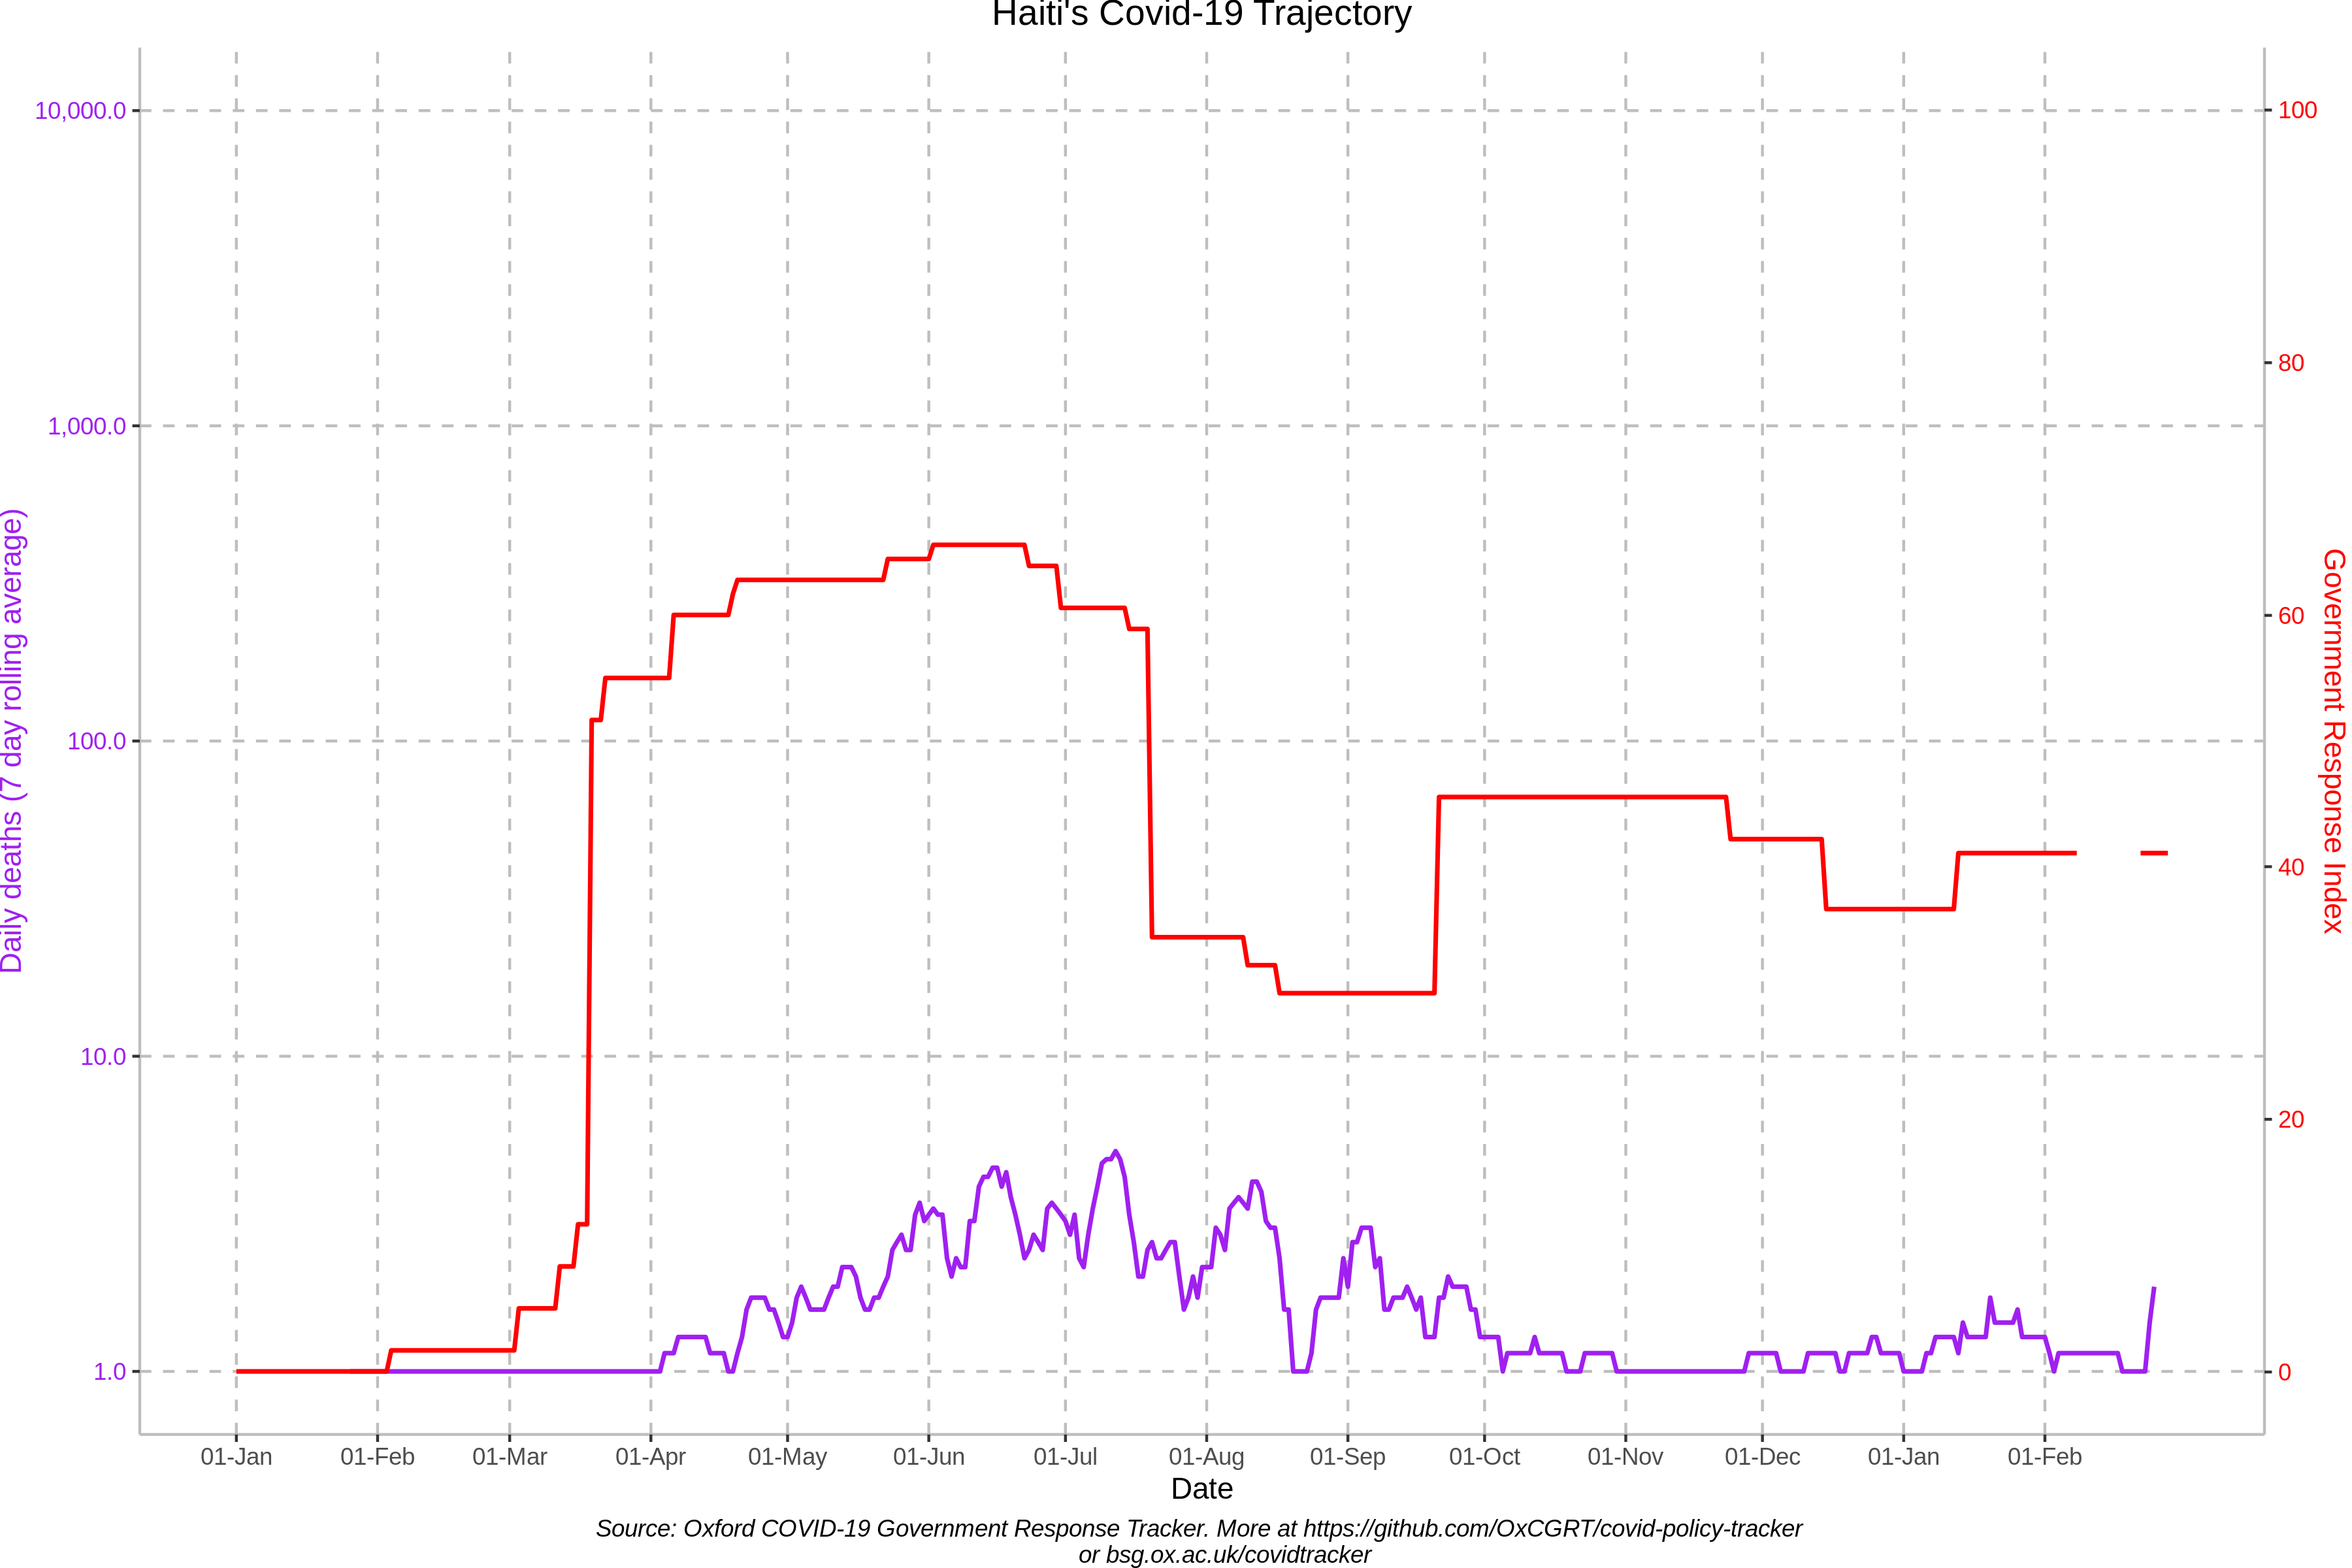 Haiti's Covid-19 Trajectory
10,000.0
1,000.0
100.0
10.0
1.0
Daily deaths (7 day rolling average)
100
80
60
40
20
0
Government Response Index
01-Jan 01-Feb 01-Mar 01-Apr 01-May 01-Jun 01-Jul 01-Aug 01-Sep 01-Oct 01-Nov 01-Dec 01-Jan 01-Feb
Date
Source: Oxford COVID-19 Government Response Tracker. More at https://github.com/OxCGRT/covid-policy-tracker
or bsg.ox.ac.uk/covidtracker